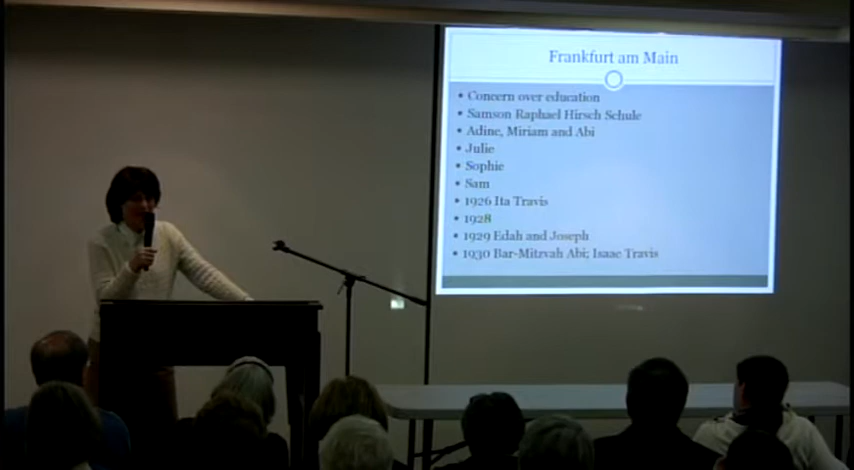 Frankfurt am Main
• Concern over education
• Samson Raphael Hirsch Schule
• Adine, Miriam and Abi
• Julie
• Sophie
• Sam
• 1926 Ita Travis
• 1928
• 1929 Edah and Joseph
• 1930 Bar-Mitzvah Abi; Isaac Travis